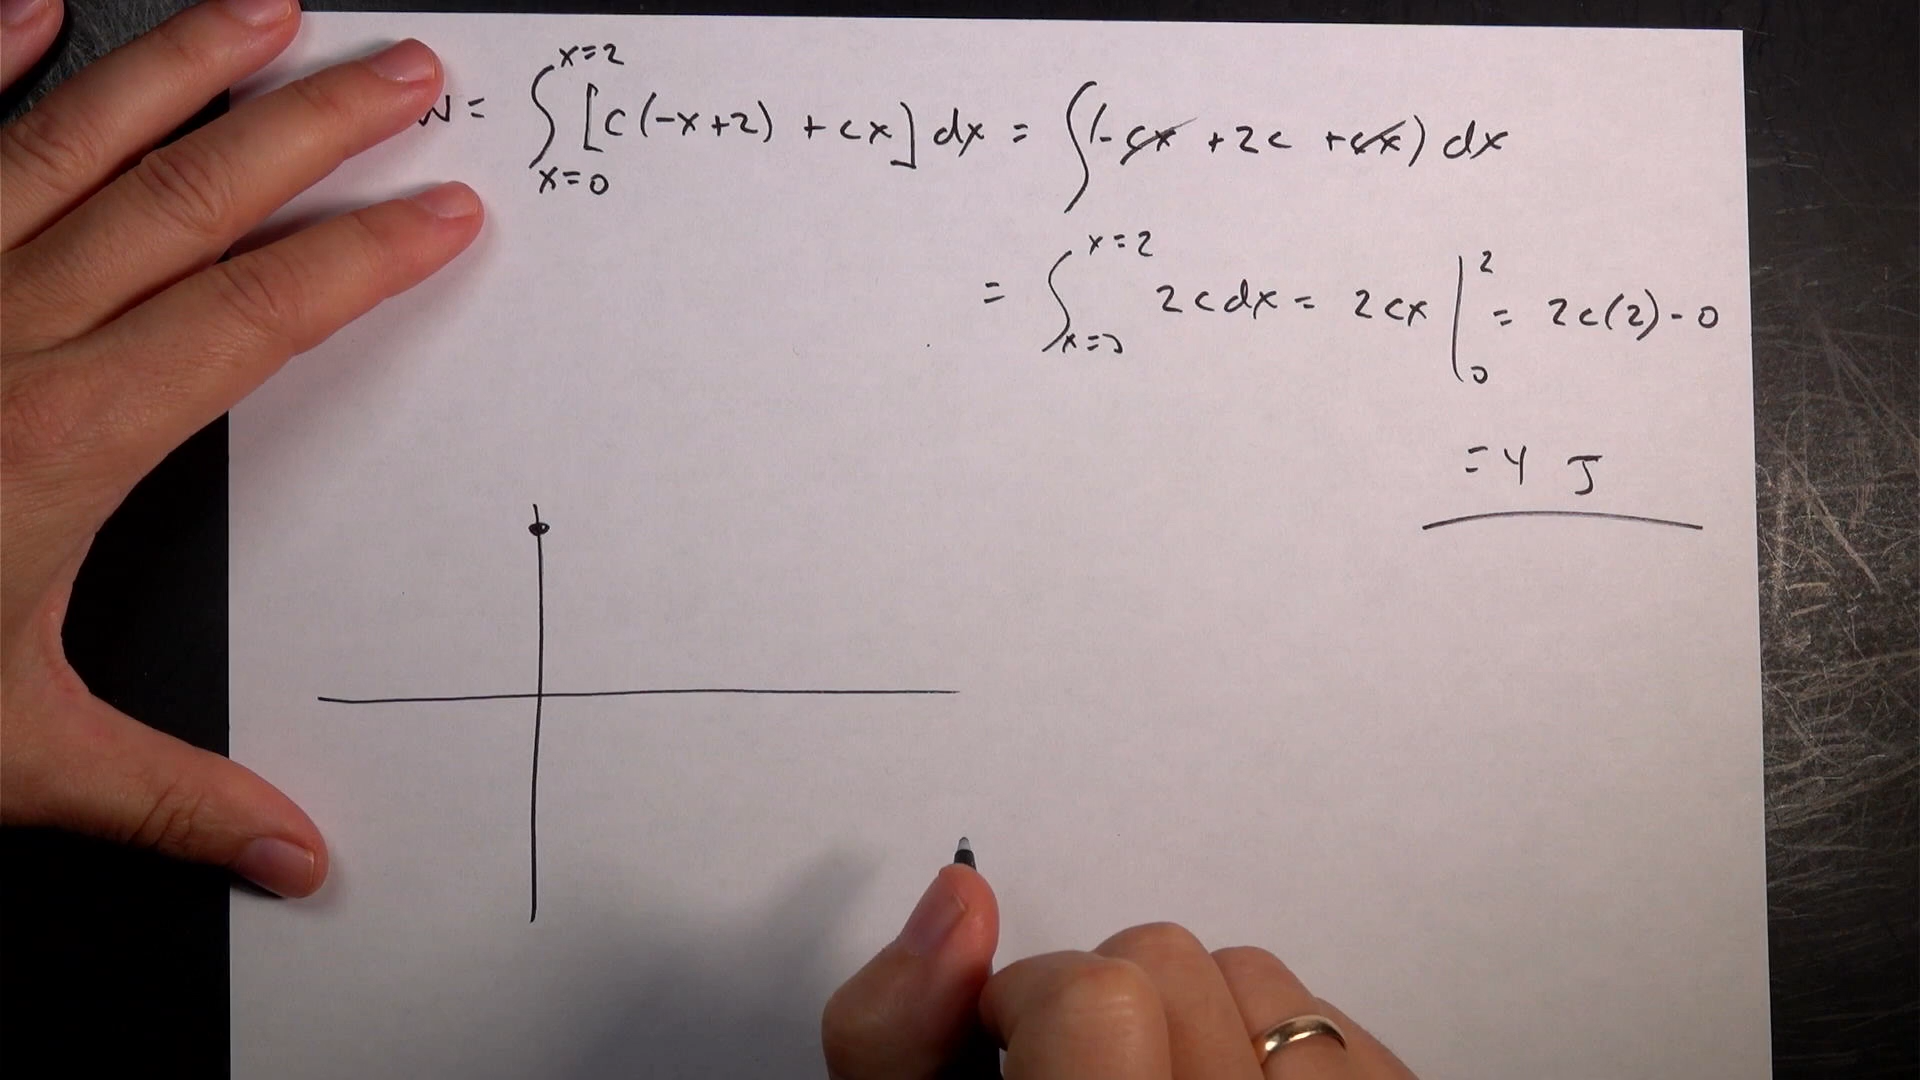 W = ∫_{x=0}^{x=2} [c(-x+2) + cx] dx = ∫(-cx + 2c + cx) dx
= ∫_{x=0}^{x=2} 2c dx = 2cx |_0^2 = 2c(2) - 0
= 4 J